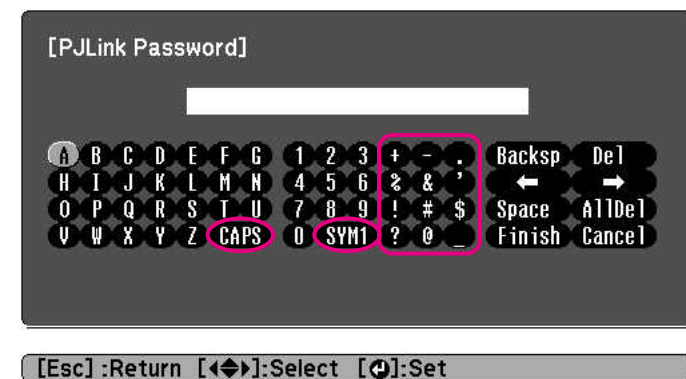 [PJLink Password]
A B C D E F G 1 2 3 + - . Backsp Del
H I J K L M N 4 5 6 % & ' ← →
O P Q R S T U 7 8 9 ! # $ Space AllDel
V W X Y Z CAPS 0 SYM1 ? @ _ Finish Cancel
[Esc] :Return [◀◆▶]:Select [⏎]:Set